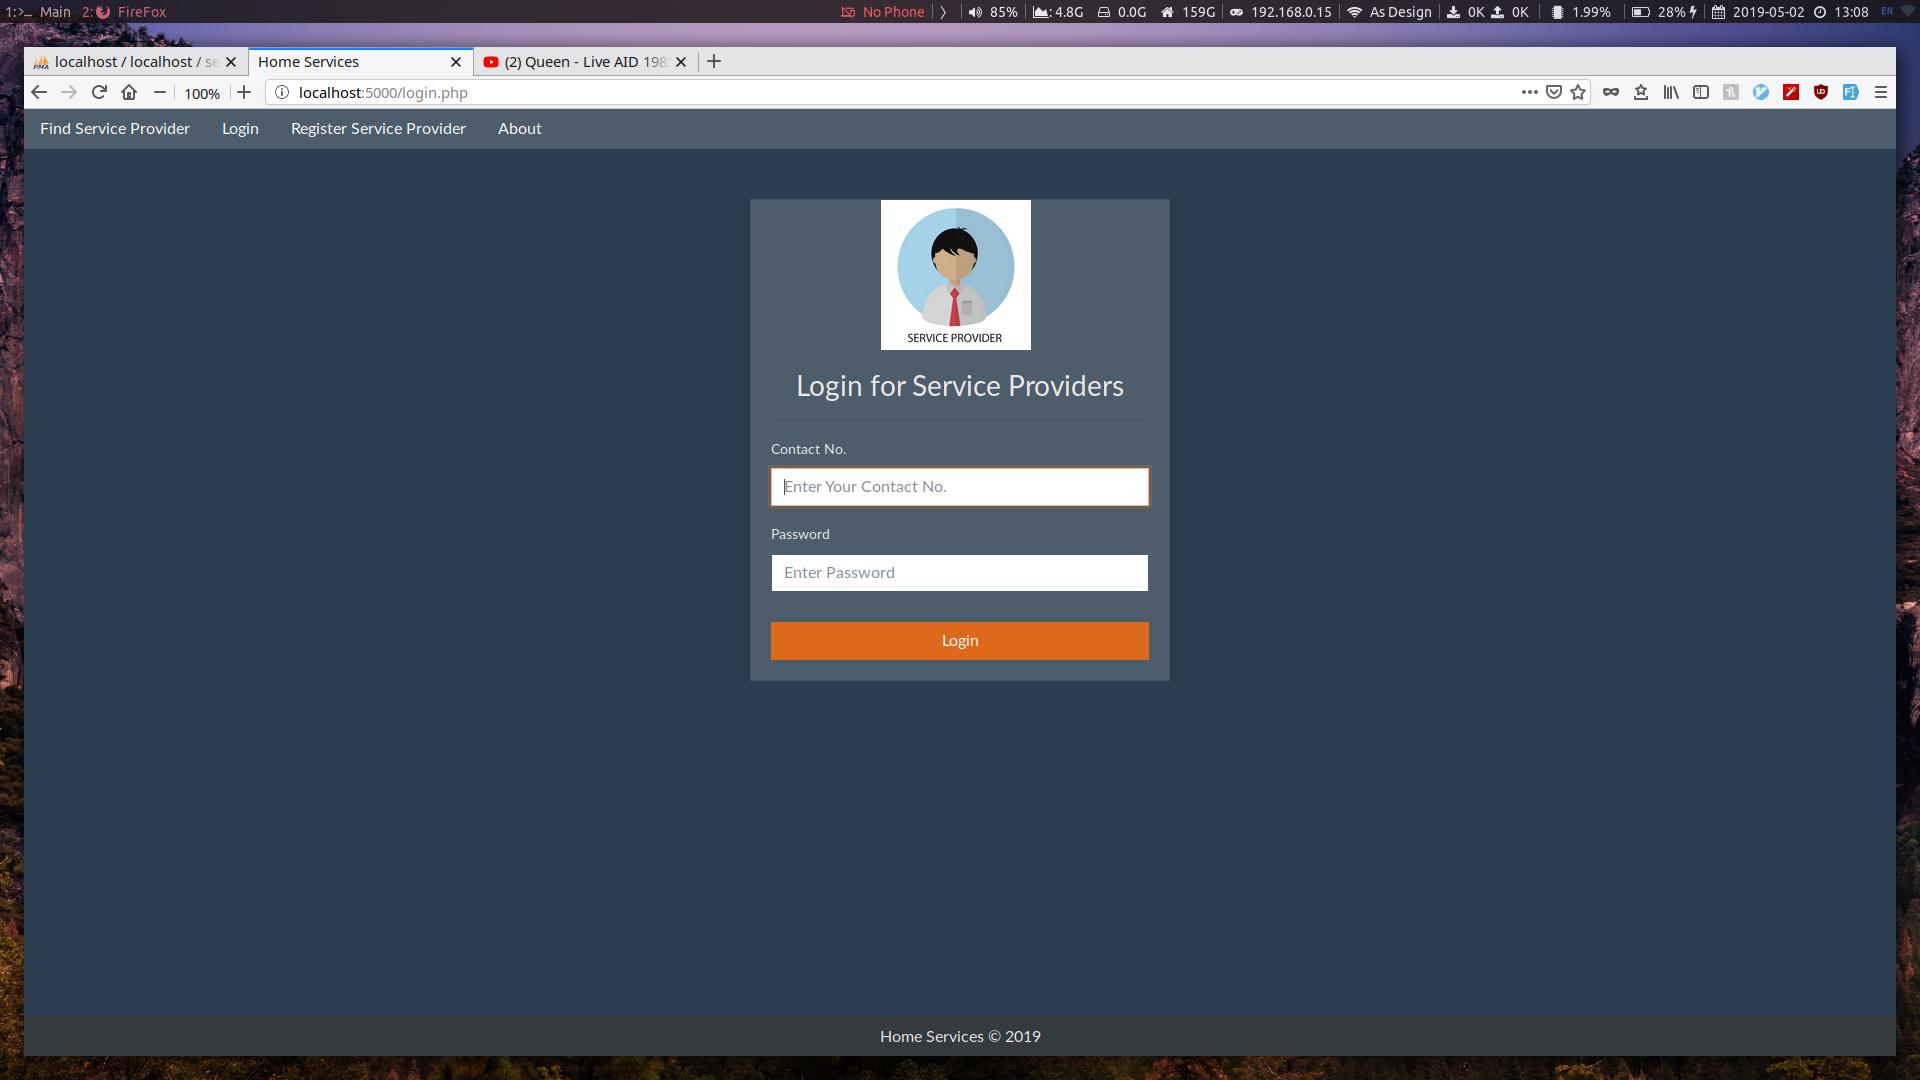 1:>_ Main 2: FireFox No Phone 〉 85% : 4.8G 0.0G 159G 192.168.0.15 As Design 0K 0K 1.99% 28% 2019-05-02 13:08 EN
localhost / localhost / se Home Services (2) Queen - Live AID 198
100% localhost:5000/login.php
Find Service Provider Login Register Service Provider About
SERVICE PROVIDER
Login for Service Providers
Contact No.
Enter Your Contact No.
Password
Enter Password
Login
Home Services © 2019